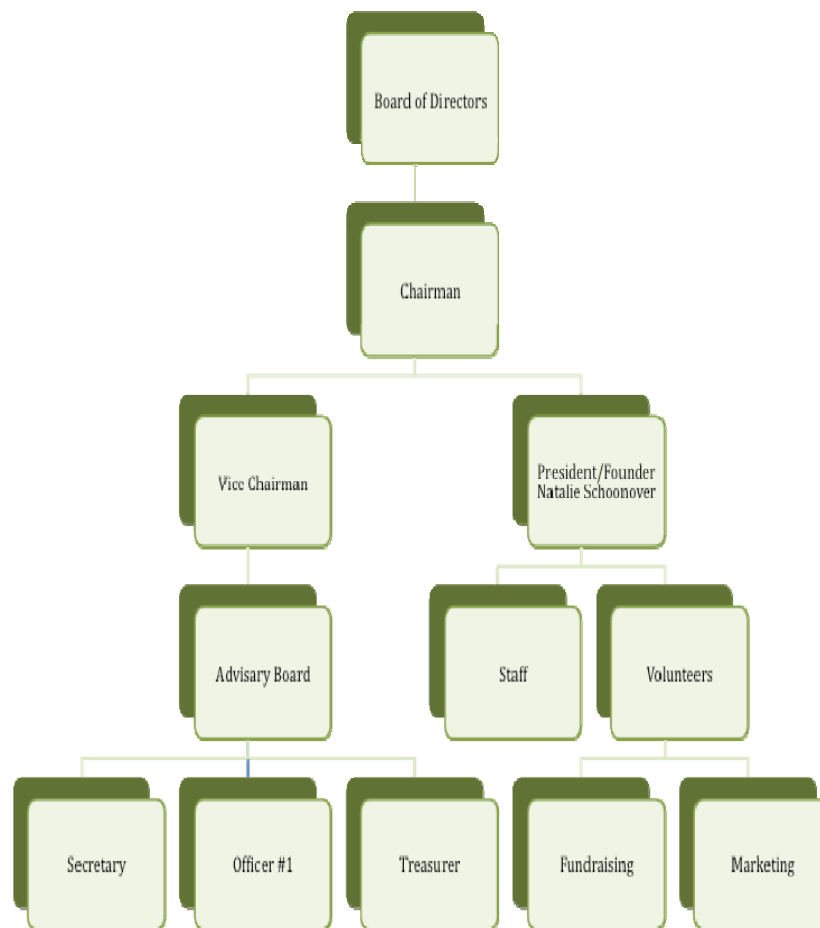 Board of Directors
Chairman
Vice Chairman
President/Founder
Natalie Schoonover
Advisary Board
Staff
Volunteers
Secretary
Officer #1
Treasurer
Fundraising
Marketing